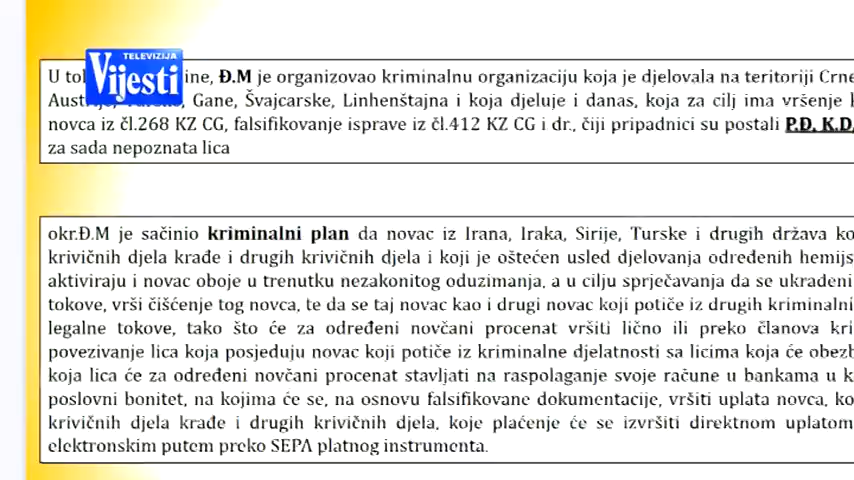 TELEVIZIJA
Vijesti
U ine, Đ.M je organizovao kriminalnu organizaciju koja je djelovala na teritoriji Crne
Gane, Švajcarske, Linhenštajna i koja djeluje i danas, koja za cilj ima vršenje
novca iz čl.268 KZ CG, falsifikovanje isprave iz čl.412 KZ CG i dr., čiji pripadnici su postali P.Đ, K.D,
za sada nepoznata lica
okr.Đ.M je sačinio kriminalni plan da novac iz Irana, Iraka, Sirije, Turske i drugih država ko
krivičnih djela krađe i drugih krivičnih djela i koji je oštećen usled djelovanja određenih hemijs
aktiviraju i novac oboje u trenutku nezakonitog oduzimanja, a u cilju sprječavanja da se ukradeni
tokove, vrši čišćenje tog novca, te da se taj novac kao i drugi novac koji potiče iz drugih kriminalni
legalne tokove, tako što će za određeni novčani procenat vršiti lično ili preko članova kri
povezivanje lica koja posjeduju novac koji potiče iz kriminalne djelatnosti sa licima koja će obezb
koja lica će za određeni novčani procenat stavljati na raspolaganje svoje račune u bankama u k
poslovni bonitet, na kojima će se, na osnovu falsifikovane dokumentacije, vršiti uplata novca, ko
krivičnih djela krađe i drugih krivičnih djela, koje plaćenje će se izvršiti direktnom uplatom
elektronskim putem preko SEPA platnog instrumenta.